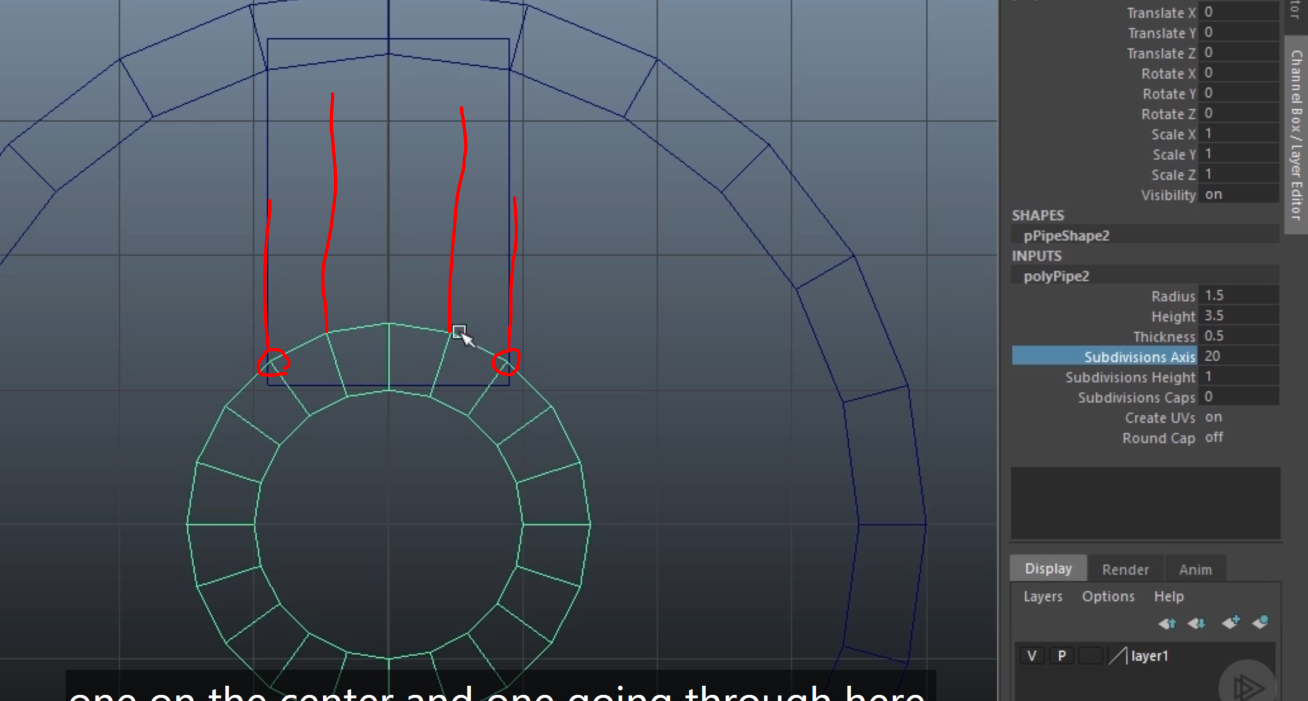 Translate X 0
Translate Y 0
Translate Z 0
Rotate X 0
Rotate Y 0
Rotate Z 0
Scale X 1
Scale Y 1
Scale Z 1
Visibility on
SHAPES
pPipeShape2
INPUTS
polyPipe2
Radius 1.5
Height 3.5
Thickness 0.5
Subdivisions Axis 20
Subdivisions Height 1
Subdivisions Caps 0
Create UVs on
Round Cap off
Channel Box / Layer Editor
Display Render Anim
Layers Options Help
V P layer1
one on the center and one going through here